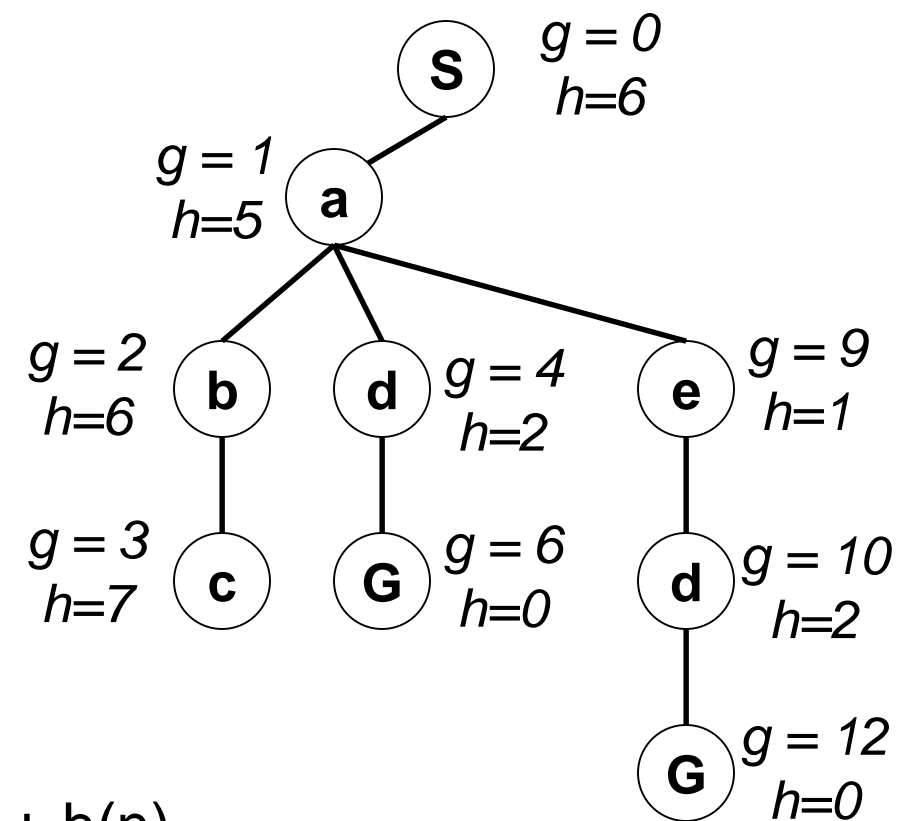 S
g = 0
h=6
g = 1
h=5
a
g = 2
h=6
b
d
g = 4
h=2
e
g = 9
h=1
g = 3
h=7
c
G
g = 6
h=0
d
g = 10
h=2
G
g = 12
h=0
h(n)